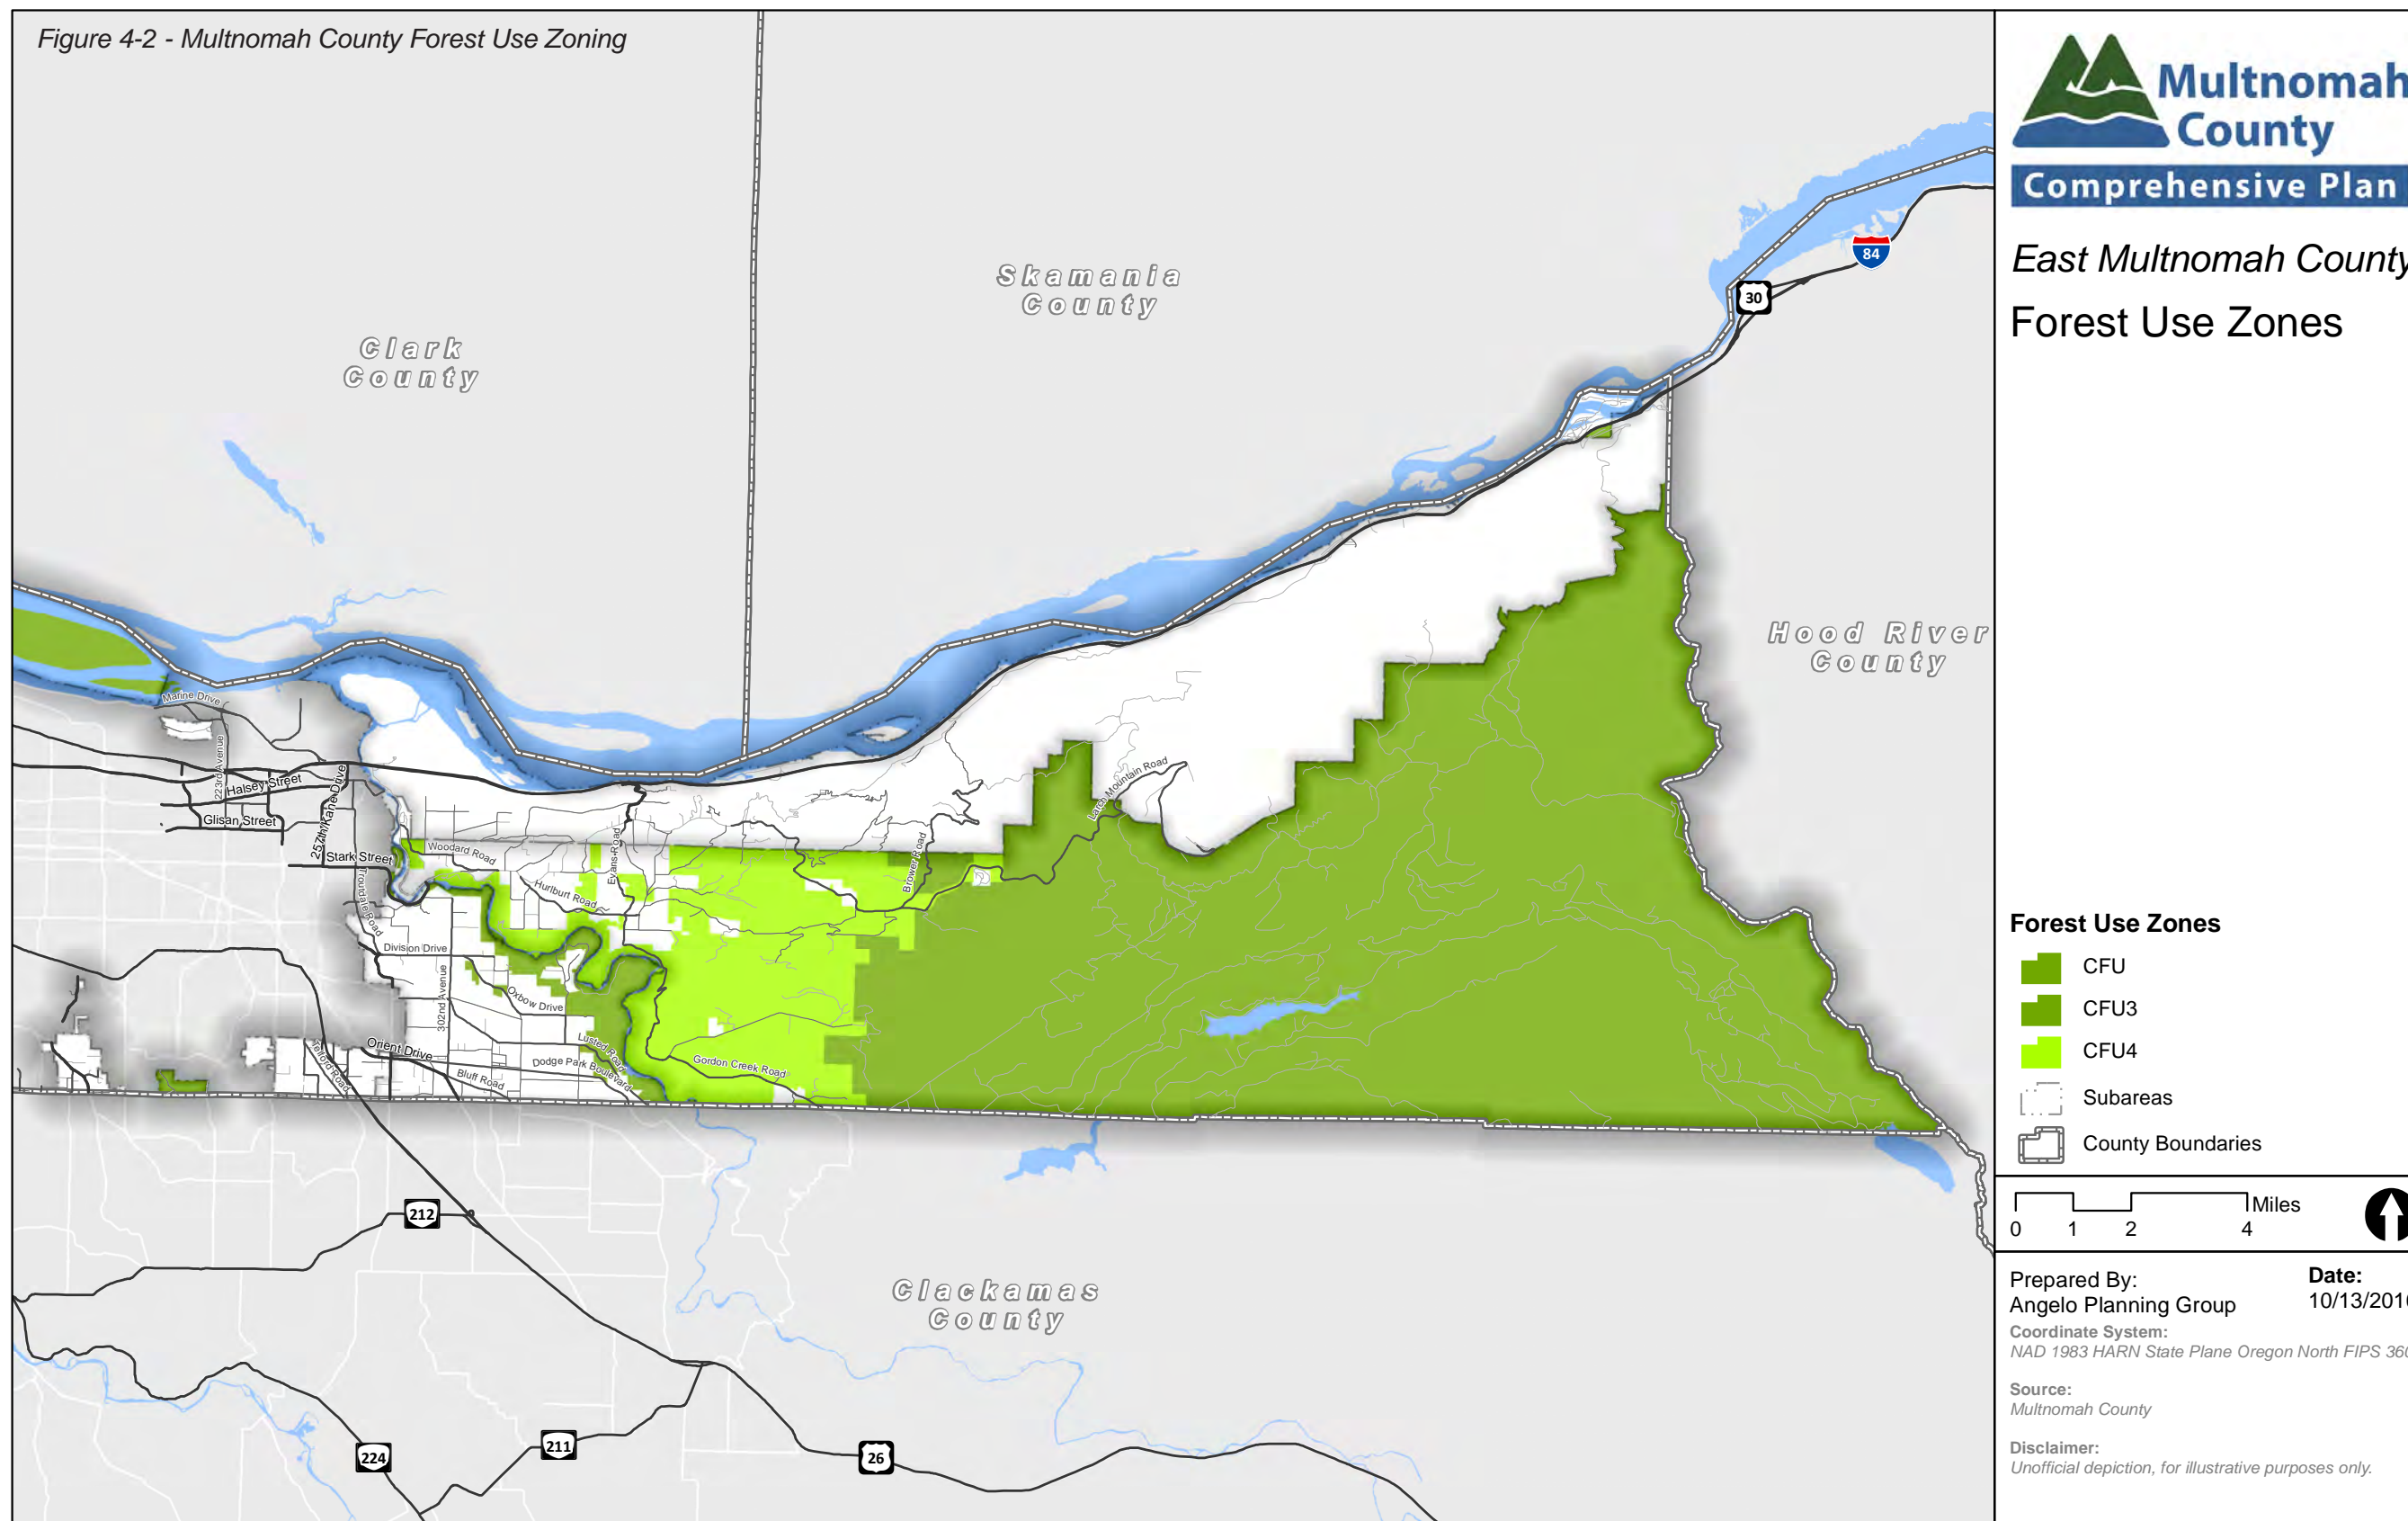 Figure 4-2 - Multnomah County Forest Use Zoning
Multnomah
County
Comprehensive Plan
East Multnomah County
Forest Use Zones
Clark
County
Skamania
County
Hood River
County
Clackamas
County
84
30
Marine Drive
223rd Avenue
Halsey Street
Glisan Street
257th/Kane Drive
Stark Street
Troutdale Road
Woodard Road
Hurlburt Road
Evans Road
Brower Road
Larch Mountain Road
Division Drive
302nd Avenue
Oxbow Drive
Lusted Road
Orient Drive
Telford Road
Bluff Road
Dodge Park Boulevard
Gordon Creek Road
212
224
211
26
Forest Use Zones
CFU
CFU3
CFU4
Subareas
County Boundaries
Miles
0 1 2 4
Prepared By:
Angelo Planning Group
Date:
10/13/201
Coordinate System:
NAD 1983 HARN State Plane Oregon North FIPS 36
Source:
Multnomah County
Disclaimer:
Unofficial depiction, for illustrative purposes only.